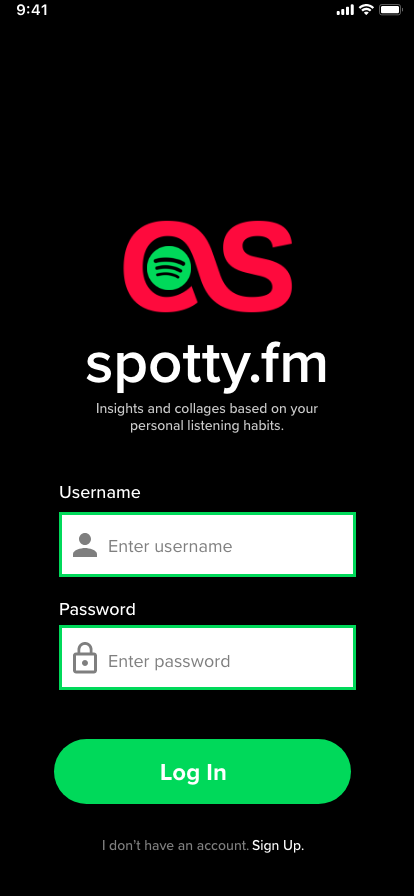 9:41
spotty.fm
Insights and collages based on your
personal listening habits.
Username
Enter username
Password
Enter password
Log In
I don't have an account. Sign Up.